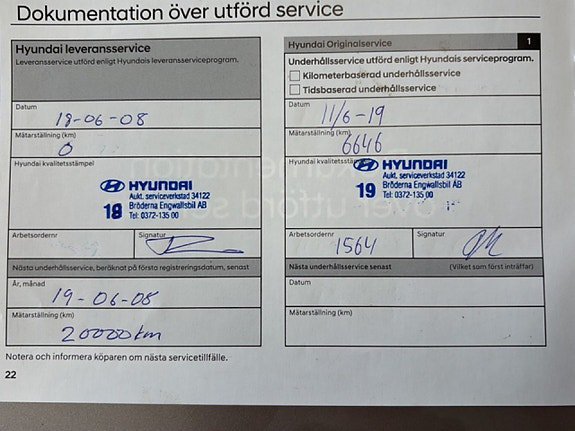 Dokumentation över utförd service
Hyundai leveransservice
Leveransservice utförd enligt Hyundais leveransserviceprogram.
Datum
18-06-08
Mätarställning (km)
0
Hyundai kvalitetsstämpel
HYUNDAI
Aukt. serviceverkstad 34122
18 Bröderna Engwallsbil AB
Tel: 0372-135 00
Arbetsordernr
Signatur
Nästa underhållsservice, beräknat på första registreringsdatum, senast
År, månad
19-06-08
Mätarställning (km)
20000km
Hyundai Originalservice 1
Underhållsservice utförd enligt Hyundais serviceprogram.
Kilometerbaserad underhållsservice
Tidsbaserad underhållsservice
Datum
11/6-19
Mätarställning (km)
6646
Hyundai kvalitetsstämpel
HYUNDAI
Aukt. serviceverkstad 34122
19 Bröderna Engwallsbil AB
Tel: 0372-135 00
Arbetsordernr
1564
Signatur
Nästa underhållsservice senast (Vilket som först inträffar)
Datum
Mätarställning (km)
Notera och informera köparen om nästa servicetillfälle.
22